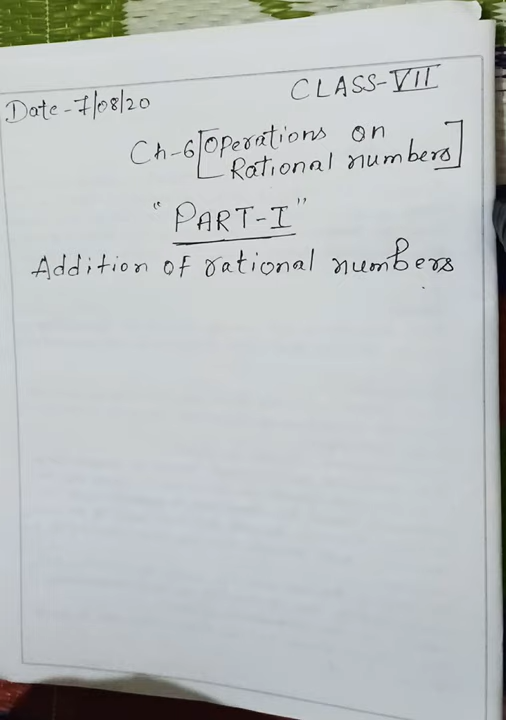 Date-7/08/20
CLASS-VII
Ch-6[Operations on
Rational numbers]
"PART-I"
Addition of rational numbers